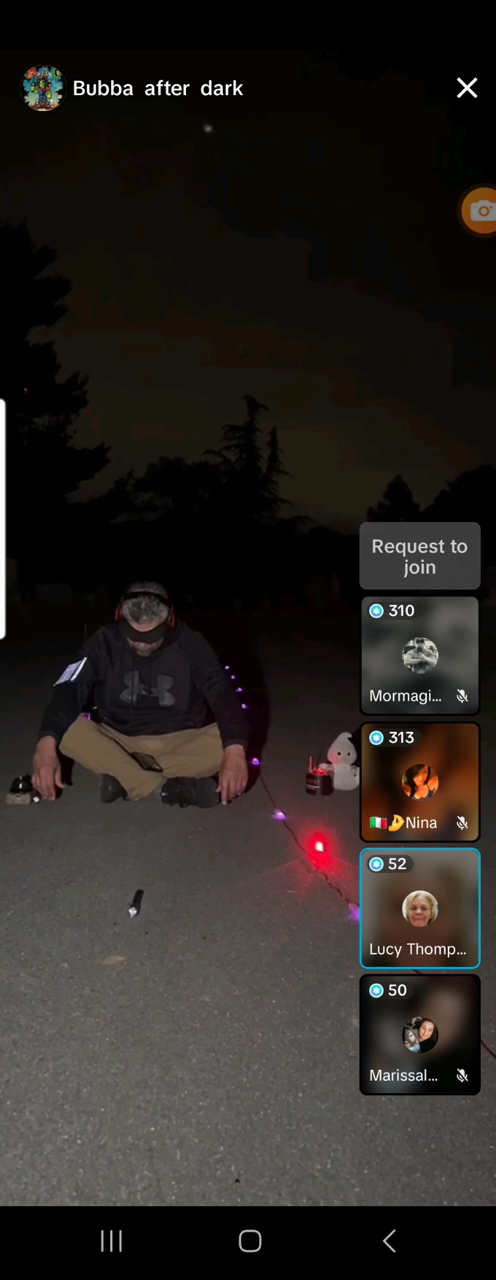 Bubba after dark
Request to
join
310
Mormagi...
313
🇮🇹🤌Nina
52
Lucy Thomp...
50
Marissal...